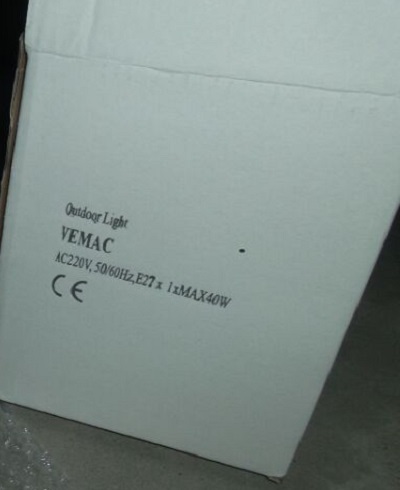 Outdoor Light
VEMAC
AC220V, 50/60Hz,E27 x 1xMAX40W
CE